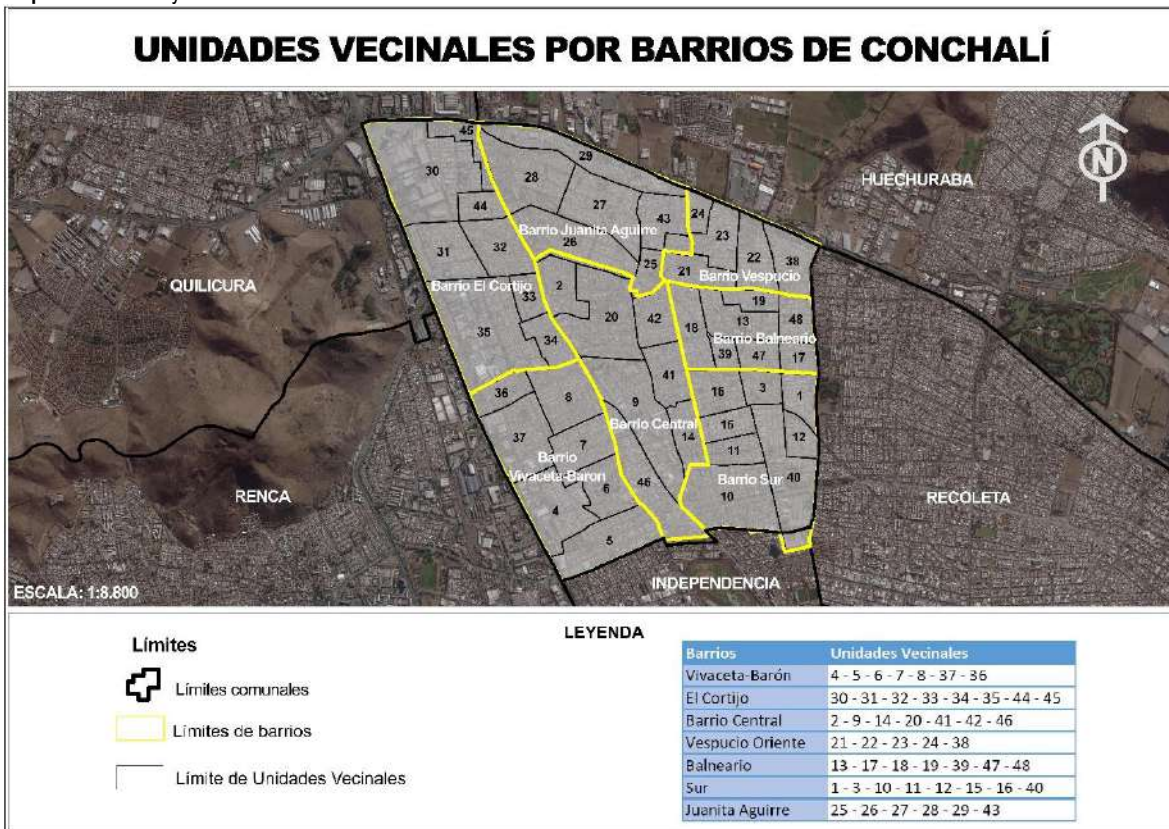 UNIDADES VECINALES POR BARRIOS DE CONCHALÍ
45
30
29
28
HUECHURABA
N
27
44
43
24
Barrio Juanita Aguirre
23
26
31
32
25
22
38
21
Barrio Vespucio
QUILICURA
Barrio El Cortijo
2
33
19
20
42
18
13
48
35
34
Barrio Balneario
39
47
17
41
36
8
9
15
3
1
Barrio Central
16
37
7
14
11
12
Barrio
Vivaceta-Baron
6
46
Barrio Sur
40
RENCA
10
RECOLETA
4
5
INDEPENDENCIA
ESCALA: 1:8.800
LEYENDA
Límites
Límites comunales
Límites de barrios
Límite de Unidades Vecinales
Barrios Unidades Vecinales
Vivaceta-Barón 4 - 5 - 6 - 7 - 8 - 37 - 36
El Cortijo 30 - 31 - 32 - 33 - 34 - 35 - 44 - 45
Barrio Central 2 - 9 - 14 - 20 - 41 - 42 - 46
Vespucio Oriente 21 - 22 - 23 - 24 - 38
Balneario 13 - 17 - 18 - 19 - 39 - 47 - 48
Sur 1 - 3 - 10 - 11 - 12 - 15 - 16 - 40
Juanita Aguirre 25 - 26 - 27 - 28 - 29 - 43